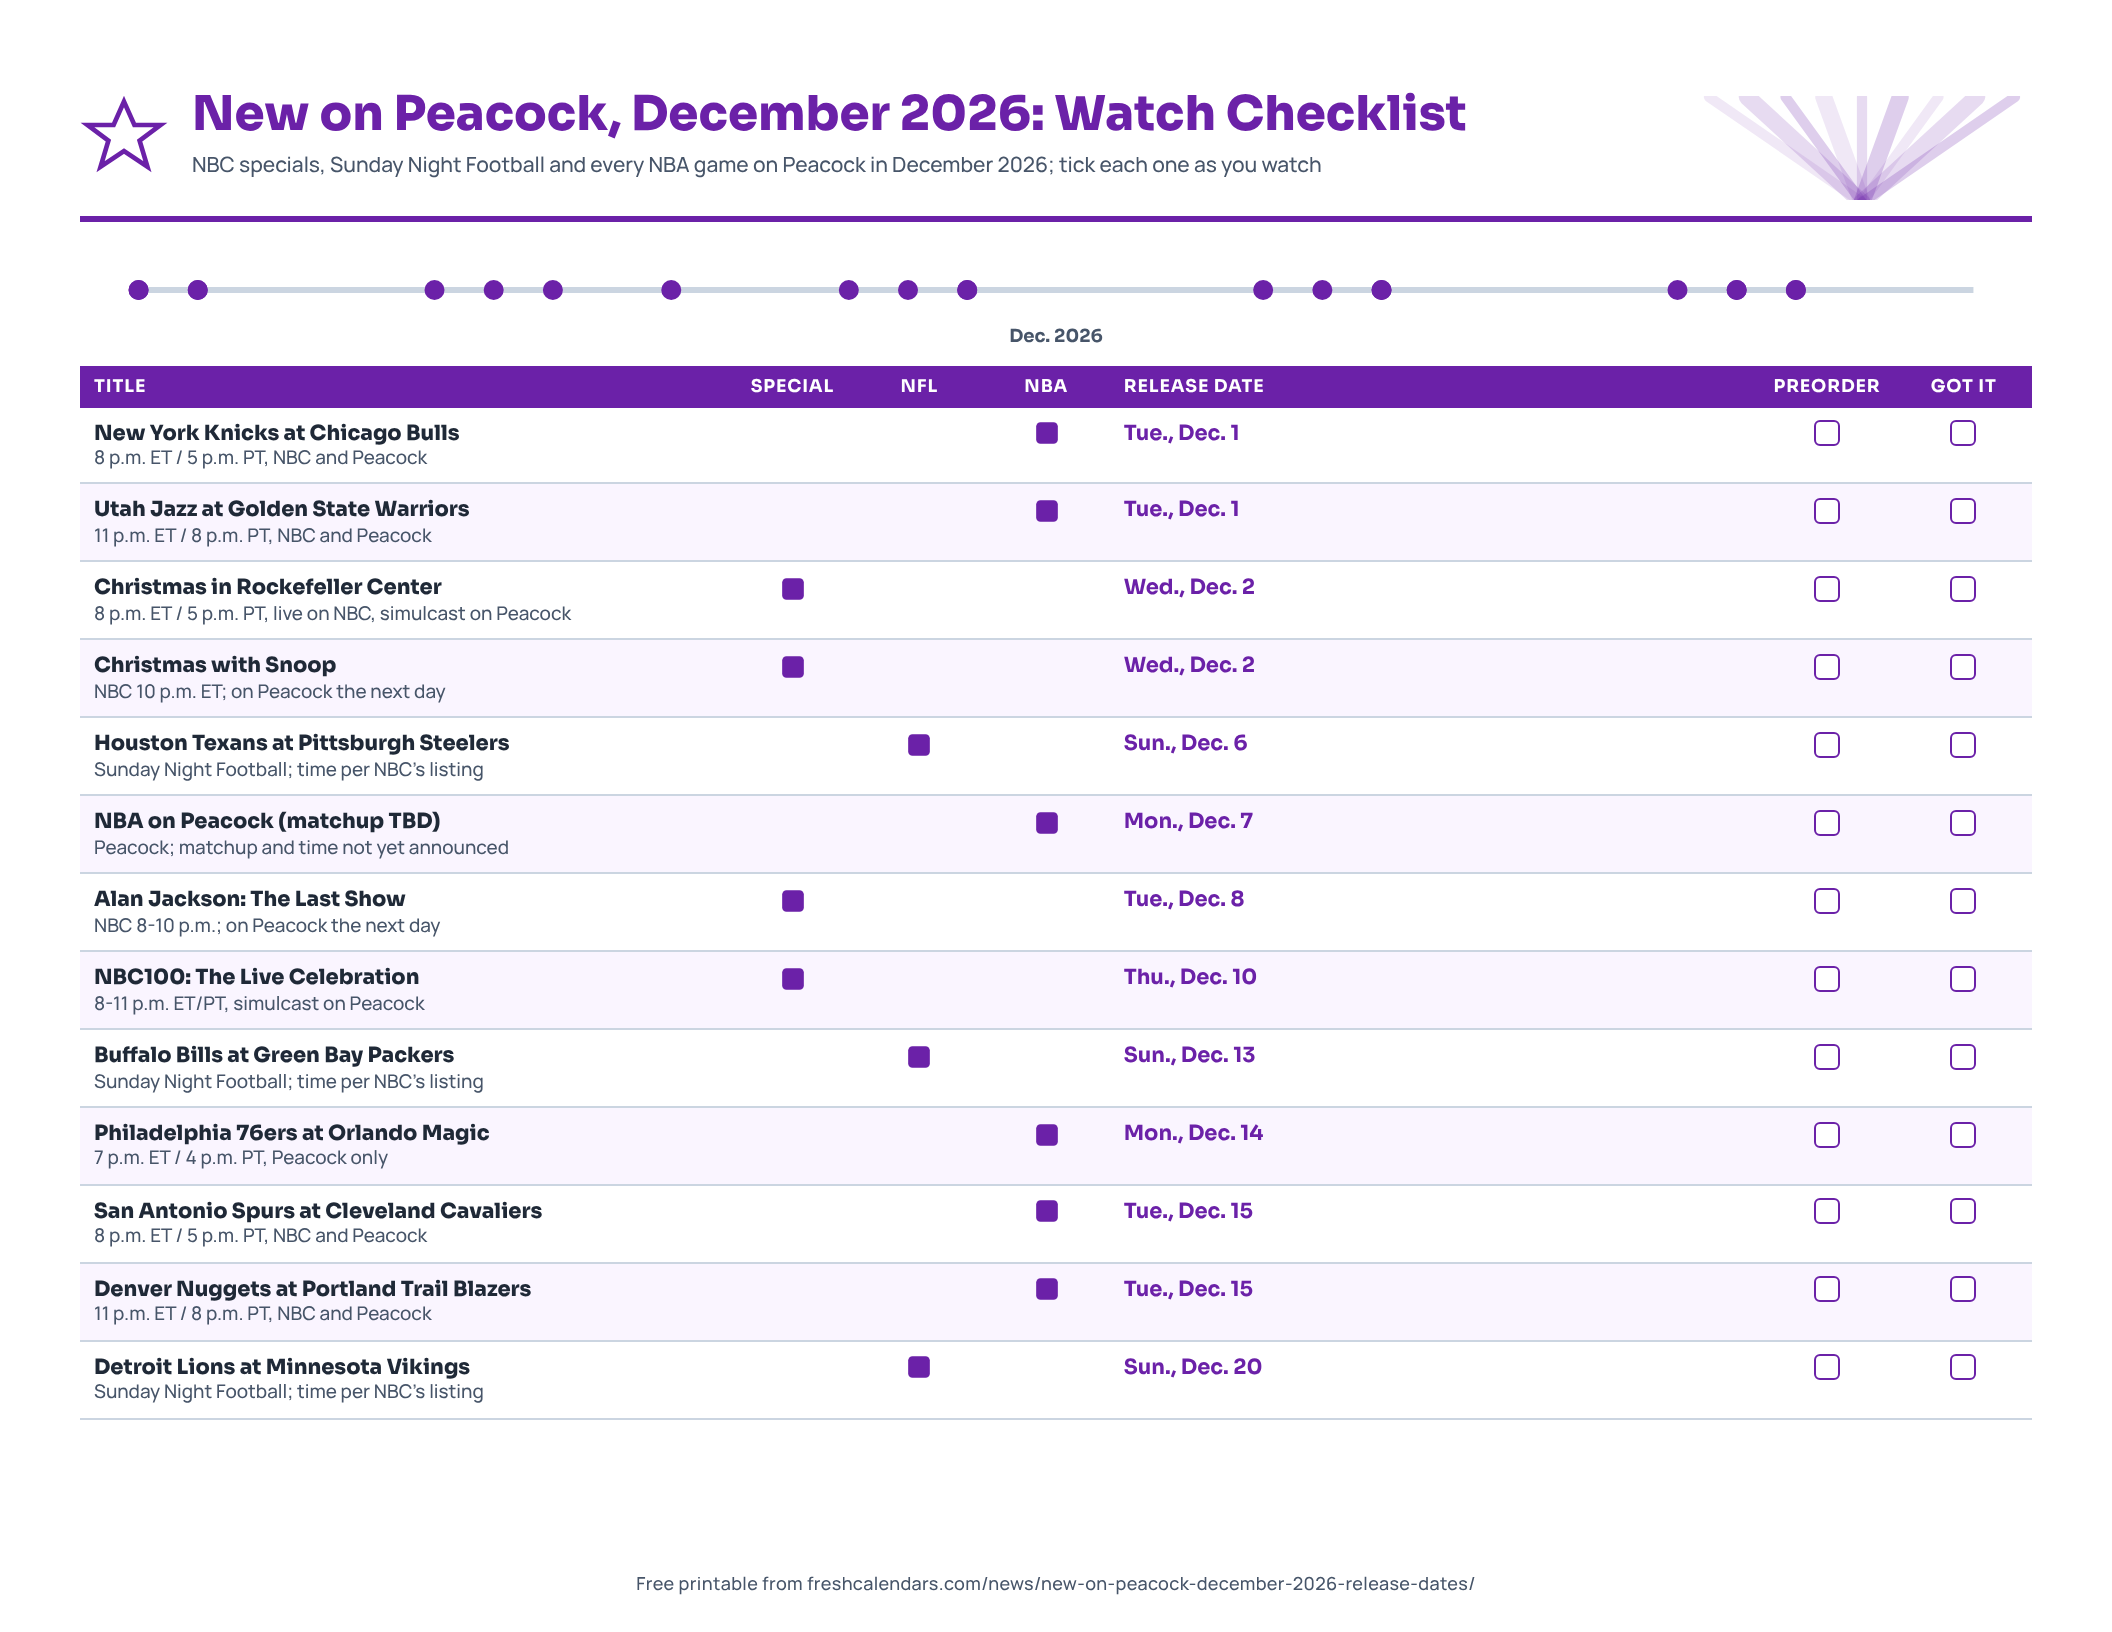 New on Peacock, December 2026: Watch Checklist
NBC specials, Sunday Night Football and every NBA game on Peacock in December 2026; tick each one as you watch
Dec. 2026
TITLE SPECIAL NFL NBA RELEASE DATE PREORDER GOT IT
New York Knicks at Chicago Bulls Tue., Dec. 1
8 p.m. ET / 5 p.m. PT, NBC and Peacock
Utah Jazz at Golden State Warriors Tue., Dec. 1
11 p.m. ET / 8 p.m. PT, NBC and Peacock
Christmas in Rockefeller Center Wed., Dec. 2
8 p.m. ET / 5 p.m. PT, live on NBC, simulcast on Peacock
Christmas with Snoop Wed., Dec. 2
NBC 10 p.m. ET; on Peacock the next day
Houston Texans at Pittsburgh Steelers Sun., Dec. 6
Sunday Night Football; time per NBC's listing
NBA on Peacock (matchup TBD) Mon., Dec. 7
Peacock; matchup and time not yet announced
Alan Jackson: The Last Show Tue., Dec. 8
NBC 8-10 p.m.; on Peacock the next day
NBC100: The Live Celebration Thu., Dec. 10
8-11 p.m. ET/PT, simulcast on Peacock
Buffalo Bills at Green Bay Packers Sun., Dec. 13
Sunday Night Football; time per NBC's listing
Philadelphia 76ers at Orlando Magic Mon., Dec. 14
7 p.m. ET / 4 p.m. PT, Peacock only
San Antonio Spurs at Cleveland Cavaliers Tue., Dec. 15
8 p.m. ET / 5 p.m. PT, NBC and Peacock
Denver Nuggets at Portland Trail Blazers Tue., Dec. 15
11 p.m. ET / 8 p.m. PT, NBC and Peacock
Detroit Lions at Minnesota Vikings Sun., Dec. 20
Sunday Night Football; time per NBC's listing
Free printable from freshcalendars.com/news/new-on-peacock-december-2026-release-dates/